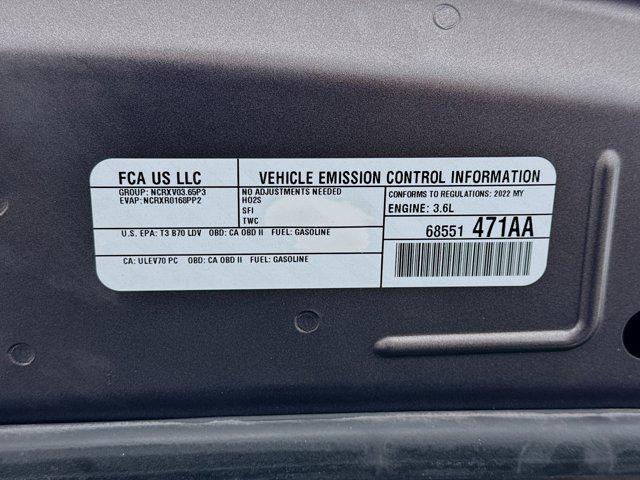 FCA US LLC
VEHICLE EMISSION CONTROL INFORMATION
GROUP: NCRXV03.65P3
EVAP: NCRXR0168PP2
NO ADJUSTMENTS NEEDED
HO2S
SFI
TWC
CONFORMS TO REGULATIONS: 2022 MY
ENGINE: 3.6L
U.S. EPA: T3 B70 LDV OBD: CA OBD II FUEL: GASOLINE
68551 471AA
CA: ULEV70 PC OBD: CA OBD II FUEL: GASOLINE